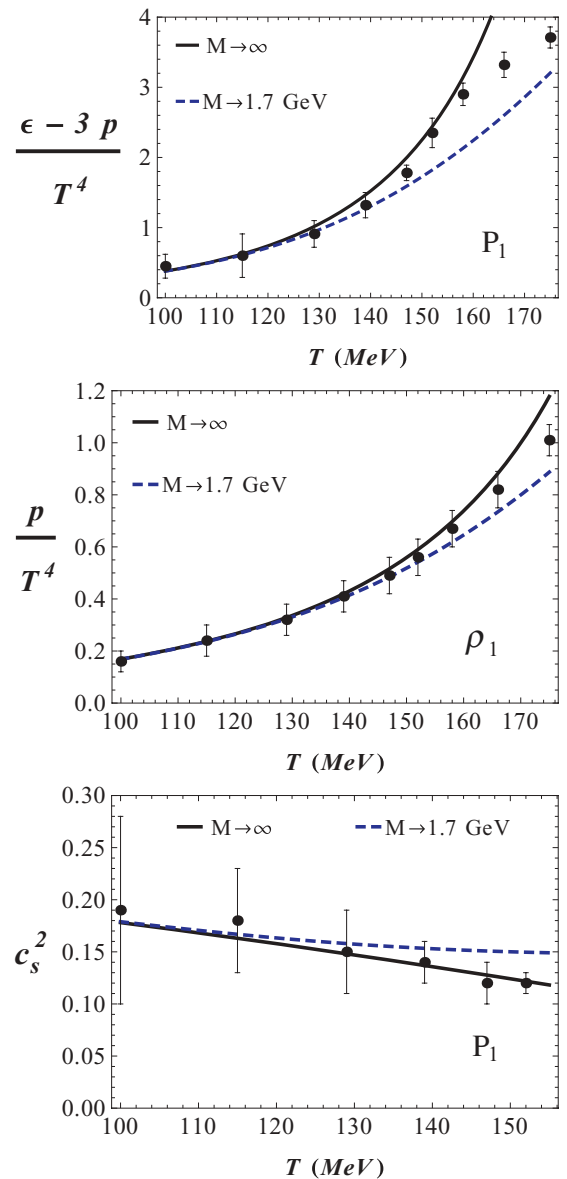 4
3
2
1
0
ϵ − 3 p
T⁴
M→∞
M→1.7 GeV
P₁
100 110 120 130 140 150 160 170
T (MeV)
1.2
1.0
0.8
0.6
0.4
0.2
0.0
p
T⁴
M→∞
M→1.7 GeV
ρ₁
100 110 120 130 140 150 160 170
T (MeV)
0.30
0.25
0.20
0.15
0.10
0.05
0.00
c_s²
M→∞ M→1.7 GeV
P₁
100 110 120 130 140 150
T (MeV)